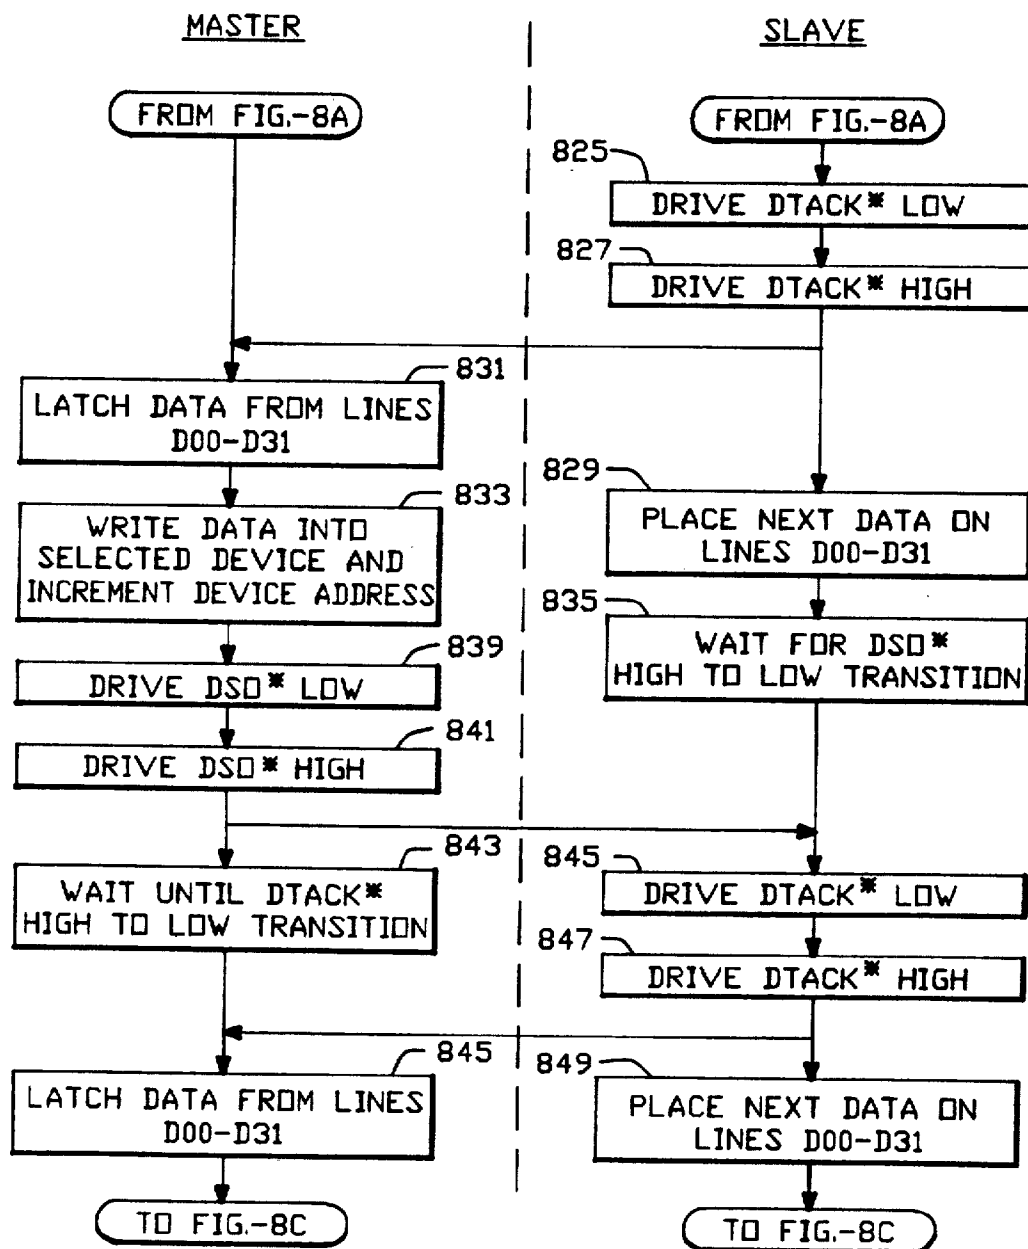 MASTER
SLAVE
FROM FIG.-8A
FROM FIG.-8A
825
DRIVE DTACK* LOW
827
DRIVE DTACK* HIGH
831
LATCH DATA FROM LINES
D00-D31
829
PLACE NEXT DATA ON
LINES D00-D31
833
WRITE DATA INTO
SELECTED DEVICE AND
INCREMENT DEVICE ADDRESS
835
WAIT FOR DSO*
HIGH TO LOW TRANSITION
839
DRIVE DSO* LOW
841
DRIVE DSO* HIGH
843
WAIT UNTIL DTACK*
HIGH TO LOW TRANSITION
845
DRIVE DTACK* LOW
847
DRIVE DTACK* HIGH
845
LATCH DATA FROM LINES
D00-D31
849
PLACE NEXT DATA ON
LINES D00-D31
TO FIG.-8C
TO FIG.-8C